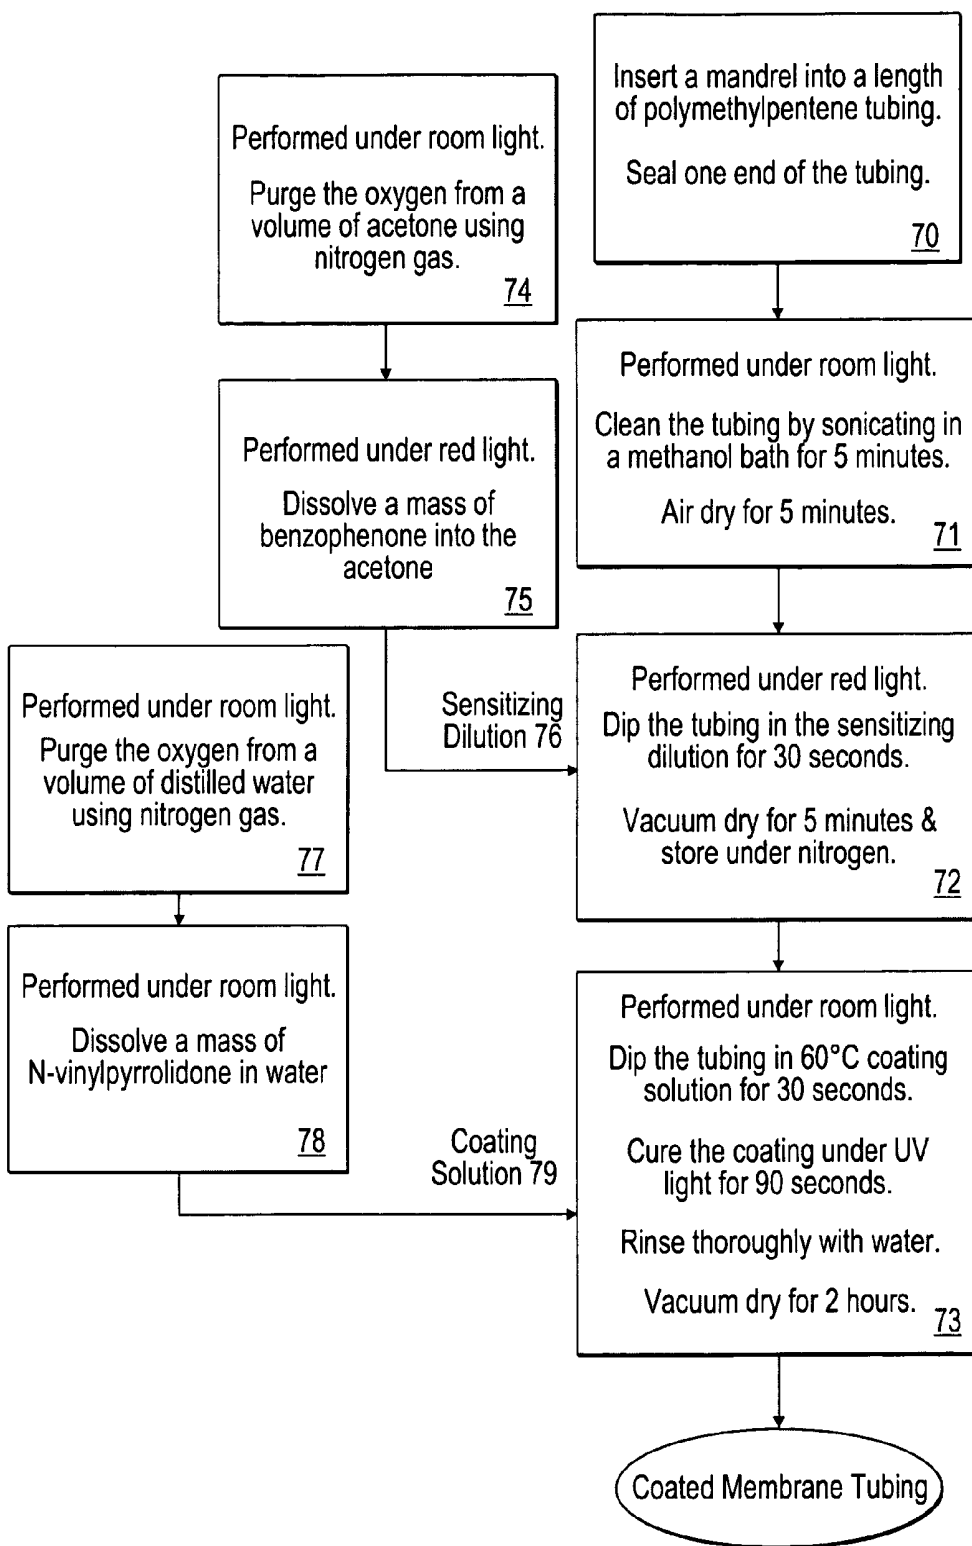 Insert a mandrel into a length
of polymethylpentene tubing.
Seal one end of the tubing.
70
Performed under room light.
Purge the oxygen from a
volume of acetone using
nitrogen gas.
74
Performed under room light.
Clean the tubing by sonicating in
a methanol bath for 5 minutes.
Air dry for 5 minutes.
71
Performed under red light.
Dissolve a mass of
benzophenone into the
acetone
75
Sensitizing
Dilution 76
Performed under red light.
Dip the tubing in the sensitizing
dilution for 30 seconds.
Vacuum dry for 5 minutes &
store under nitrogen.
72
Performed under room light.
Purge the oxygen from a
volume of distilled water
using nitrogen gas.
77
Performed under room light.
Dissolve a mass of
N-vinylpyrrolidone in water
78
Coating
Solution 79
Performed under room light.
Dip the tubing in 60°C coating
solution for 30 seconds.
Cure the coating under UV
light for 90 seconds.
Rinse thoroughly with water.
Vacuum dry for 2 hours.
73
Coated Membrane Tubing